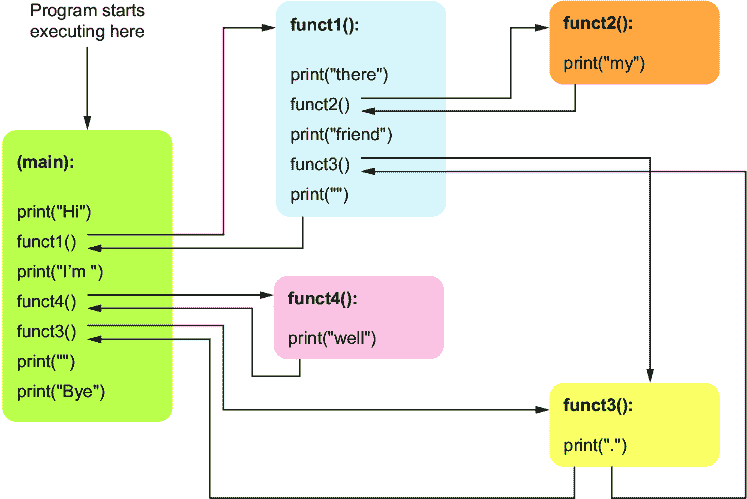 Program starts
executing here
(main):
print("Hi")
funct1()
print("I'm ")
funct4()
funct3()
print("")
print("Bye")
funct1():
print("there")
funct2()
print("friend")
funct3()
print("")
funct2():
print("my")
funct4():
print("well")
funct3():
print(".")